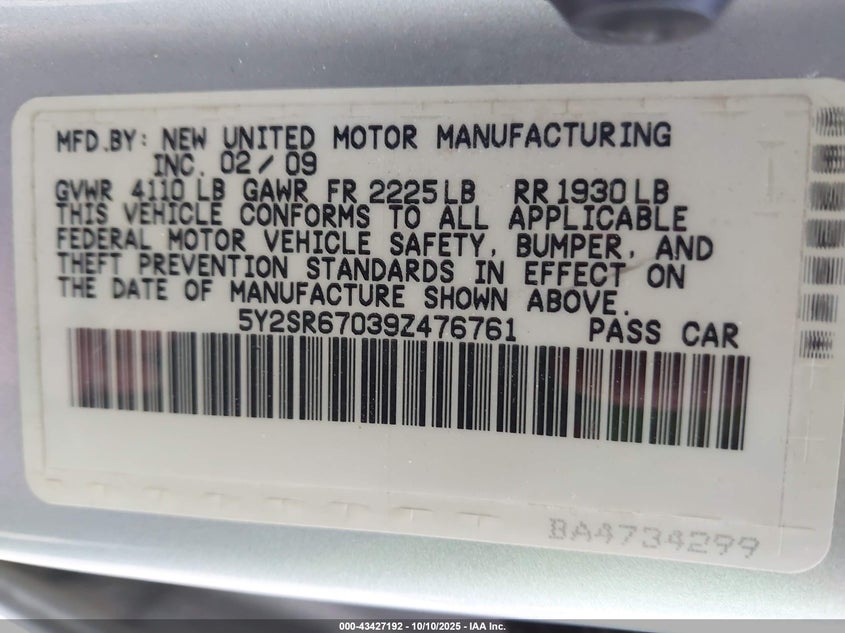 MFD.BY: NEW UNITED MOTOR MANUFACTURING
INC. 02/09
GVWR 4110 LB GAWR FR 2225 LB RR 1930 LB
THIS VEHICLE CONFORMS TO ALL APPLICABLE
FEDERAL MOTOR VEHICLE SAFETY, BUMPER, AND
THEFT PREVENTION STANDARDS IN EFFECT ON
THE DATE OF MANUFACTURE SHOWN ABOVE.
5Y2SR67039Z476761 PASS CAR
BA4734299
000-43427192 - 10/10/2025 - IAA Inc.